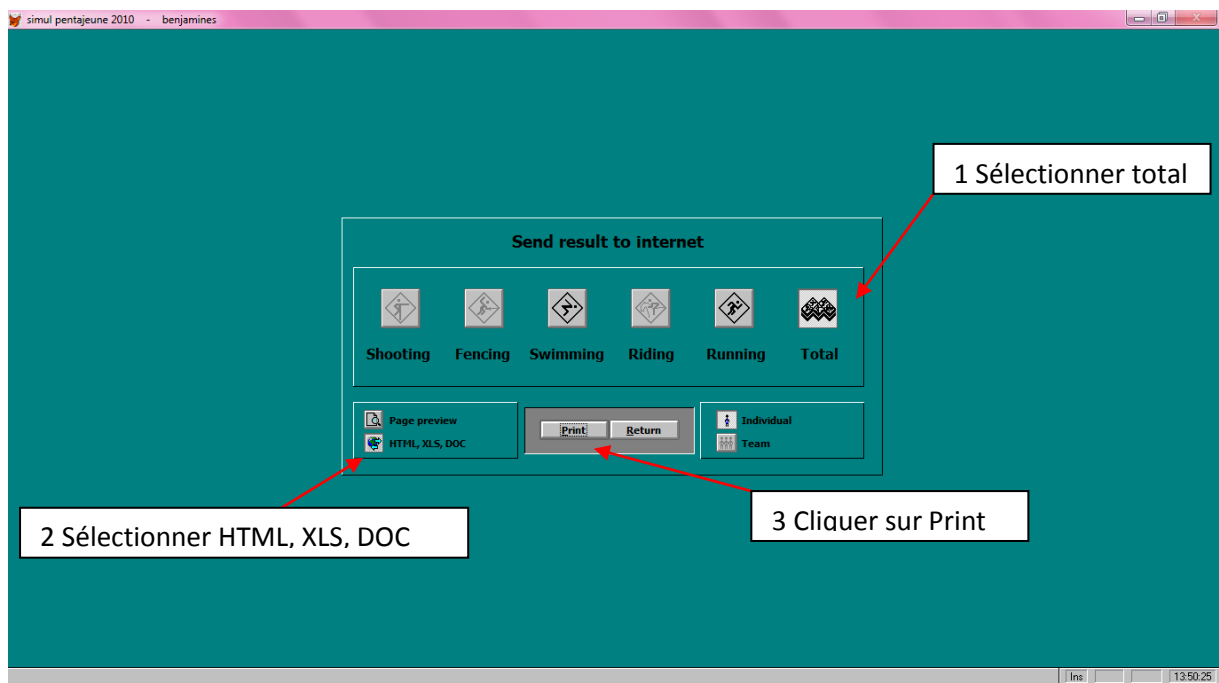 simul pentajeune 2010 - benjamines
1 Sélectionner total
Send result to internet
Shooting Fencing Swimming Riding Running Total
Page preview
HTML, XLS, DOC
Print Return
Individual
Team
2 Sélectionner HTML, XLS, DOC
3 Cliquer sur Print
Ins
13:50:25